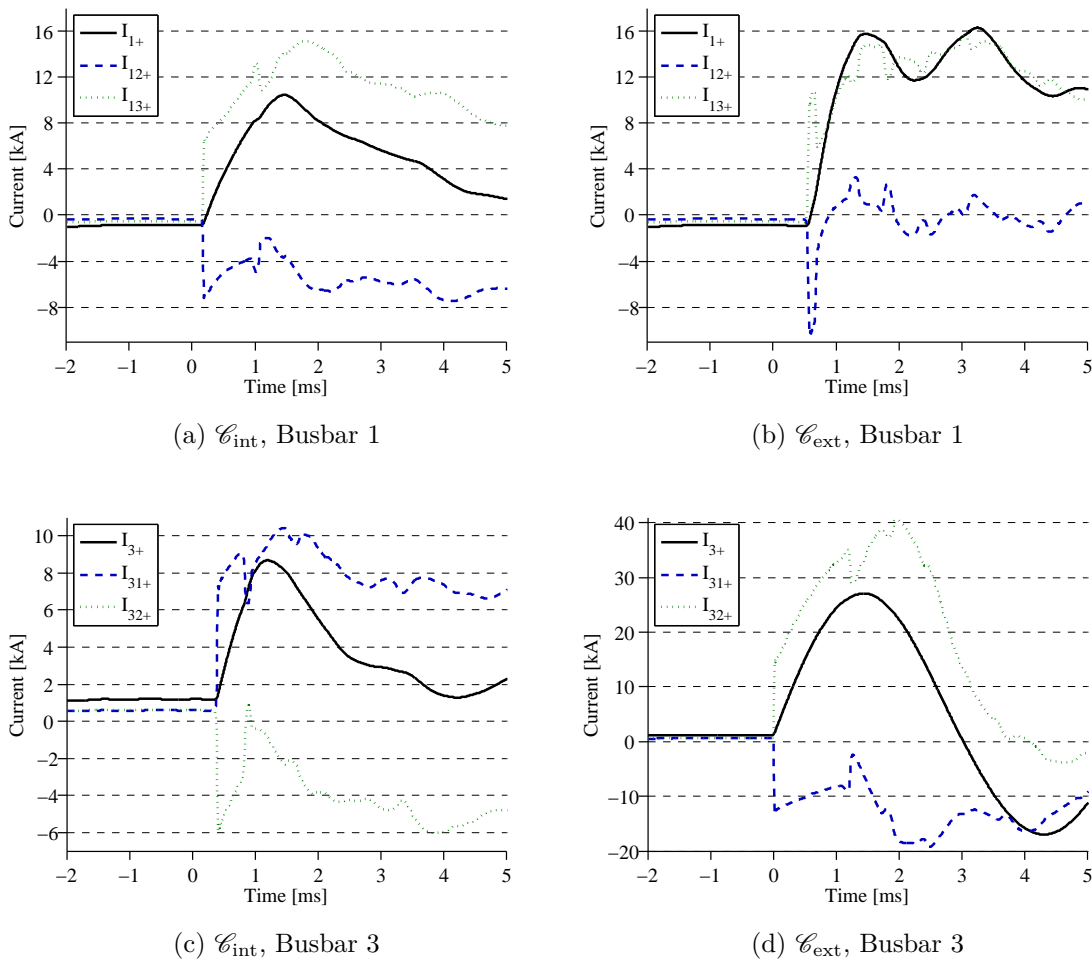 16
12
8
4
0
−4
−8
Current [kA]
I1+
I12+
I13+
−2 −1 0 1 2 3 4 5
Time [ms]
(a) 𝒞int, Busbar 1
16
12
8
4
0
−4
−8
Current [kA]
I1+
I12+
I13+
−2 −1 0 1 2 3 4 5
Time [ms]
(b) 𝒞ext, Busbar 1
10
8
6
4
2
0
−2
−4
−6
Current [kA]
I3+
I31+
I32+
−2 −1 0 1 2 3 4 5
Time [ms]
(c) 𝒞int, Busbar 3
40
30
20
10
0
−10
−20
Current [kA]
I3+
I31+
I32+
−2 −1 0 1 2 3 4 5
Time [ms]
(d) 𝒞ext, Busbar 3